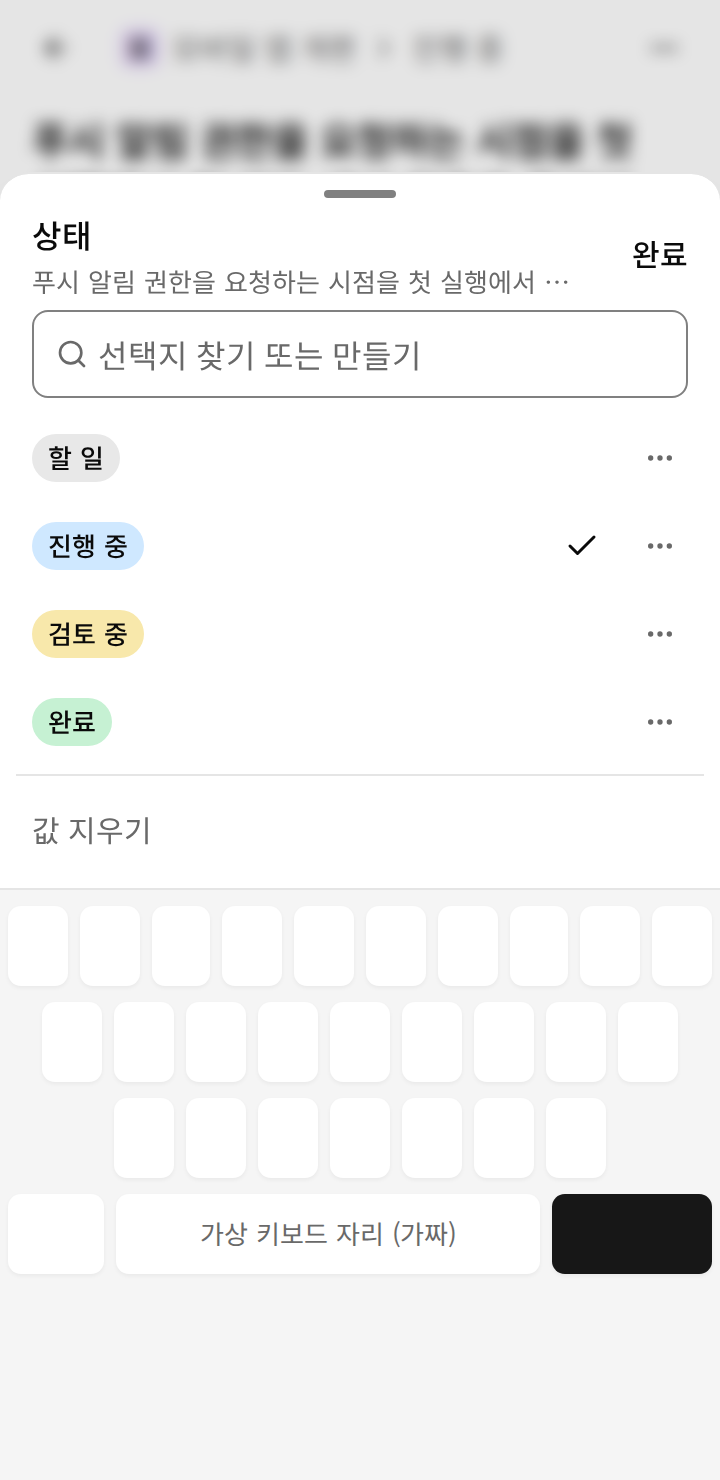 상태
푸시 알림 권한을 요청하는 시점을 첫 실행에서 …
완료
선택지 찾기 또는 만들기
할 일
진행 중
검토 중
완료
값 지우기
가상 키보드 자리 (가짜)